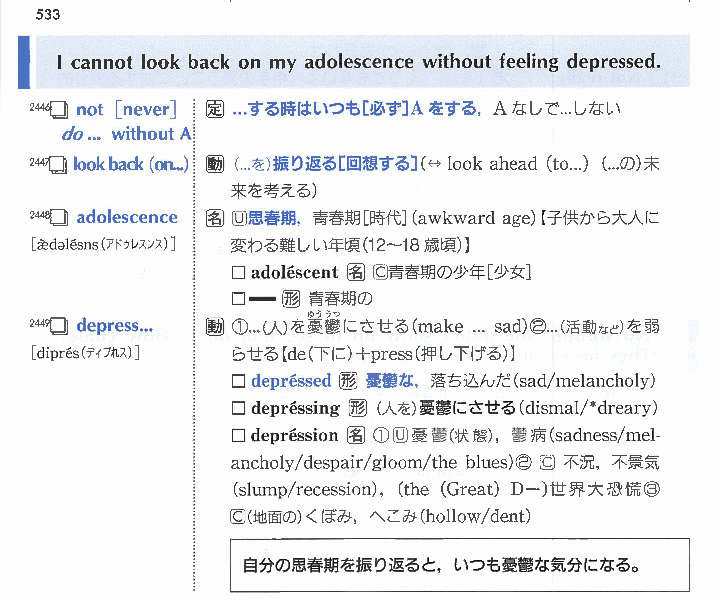 533
I cannot look back on my adolescence without feeling depressed.
2446 not [never] do ... without A
定 …する時はいつも[必ず]A をする，A なしで…しない
2447 look back (on...)
動 (…を)振り返る[回想する](↔ look ahead (to...) (…の)未
来を考える)
2448 adolescence
[ædəlésns(アドゥレスンス)]
名 Ⓤ思春期，青春期[時代](awkward age)【子供から大人に
変わる難しい年頃(12〜18 歳頃)】
□ adoléscent 名 Ⓒ青春期の少年[少女]
□ ━ 形 青春期の
2449 depress...
[diprés(ディプれス)]
動 ①…(人)を憂鬱(ゆううつ)にさせる(make ... sad)②…(活動など)を弱
らせる【de(下に)＋press(押し下げる)】
□ depréssed 形 憂鬱な，落ち込んだ(sad/melancholy)
□ depréssing 形 (人を)憂鬱にさせる(dismal/*dreary)
□ depréssion 名 ①Ⓤ憂鬱(状態)，鬱病(sadness/mel-
ancholy/despair/gloom/the blues)② Ⓒ 不況，不景気
(slump/recession)，(the (Great) D―)世界大恐慌③
Ⓒ(地面の)くぼみ，へこみ(hollow/dent)
自分の思春期を振り返ると，いつも憂鬱な気分になる。